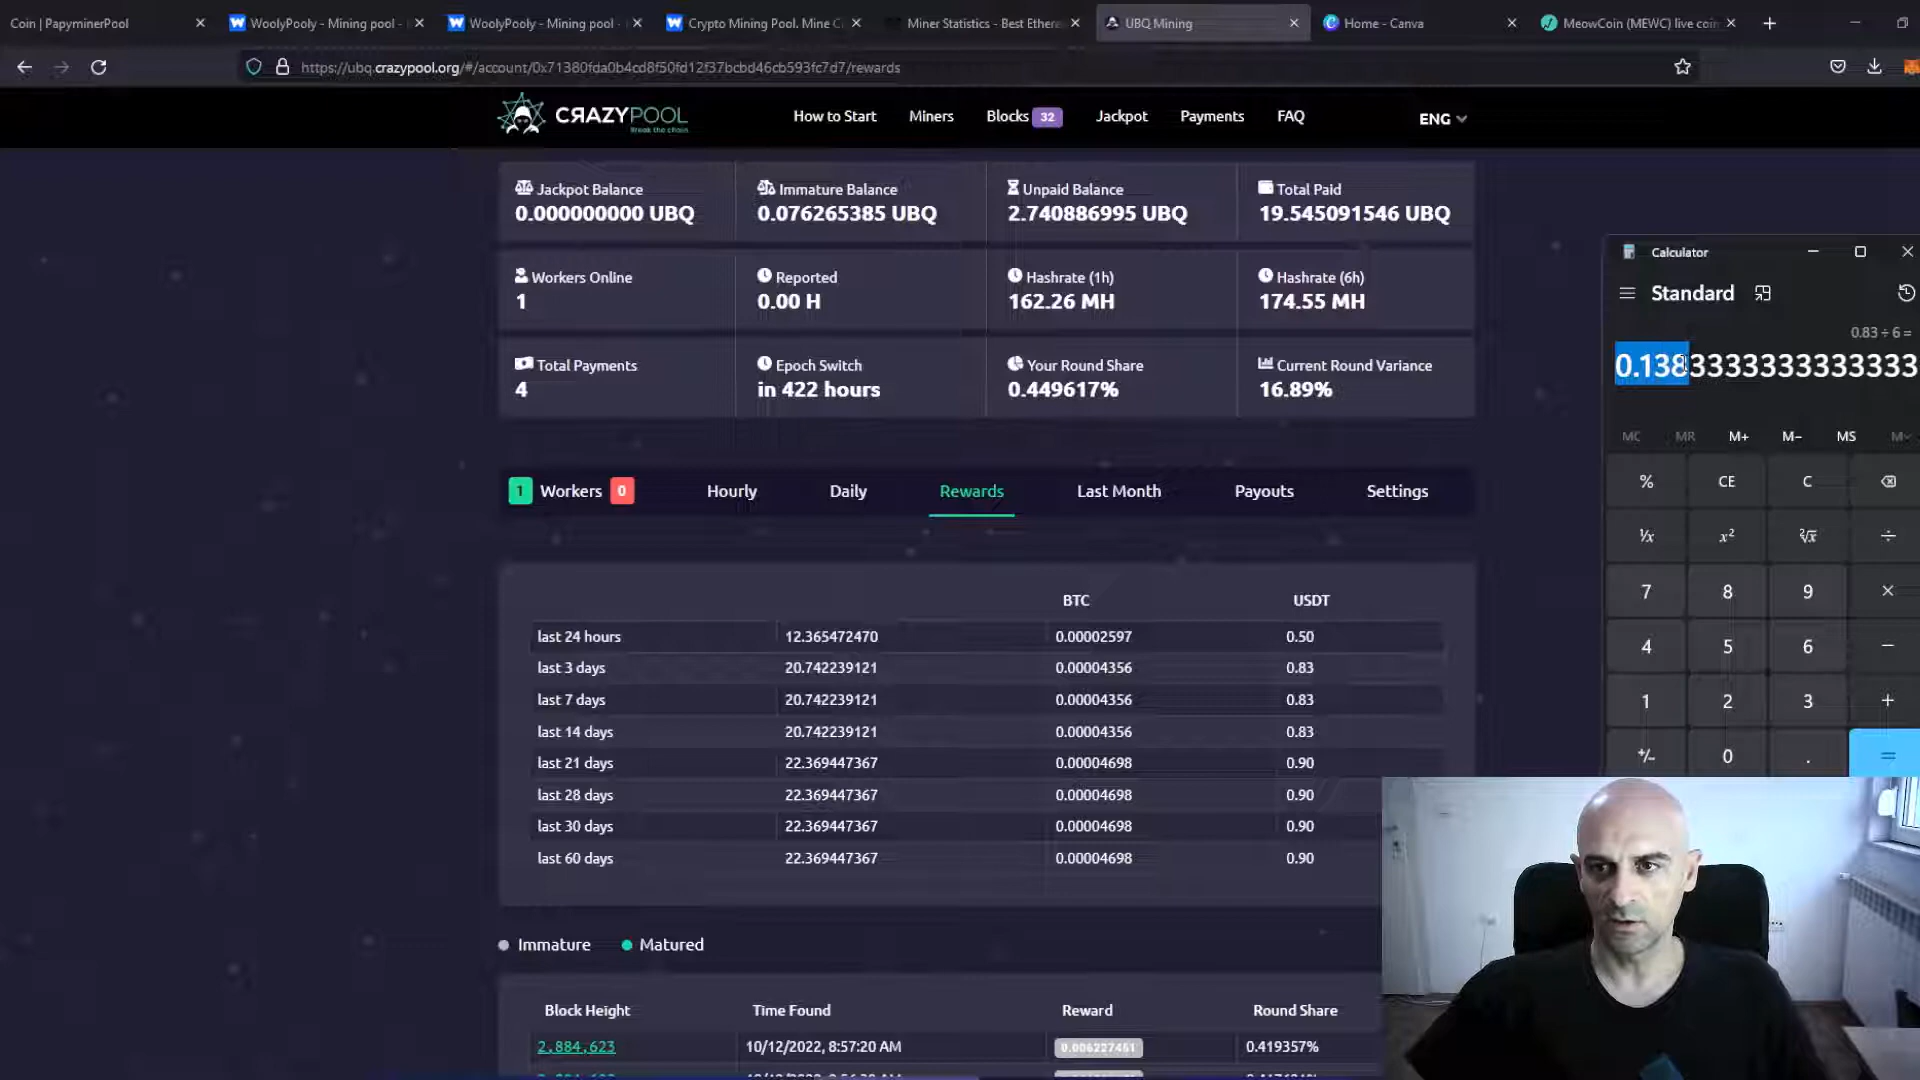 Coin | PapyminerPool
WoolyPooly - Mining pool -
WoolyPooly - Mining pool -
Crypto Mining Pool. Mine C
Miner Statistics - Best Ethere
UBQ Mining
Home - Canva
MeowCoin (MEWC) live coin
https://ubq.crazypool.org/#/account/0x71380fda0b4cd8f50fd12f37bcbd46cb593fc7d7/rewards
CRAZYPOOL
Break the chain.
How to Start
Miners
Blocks 32
Jackpot
Payments
FAQ
ENG
Jackpot Balance
0.000000000 UBQ
Immature Balance
0.076265385 UBQ
Unpaid Balance
2.740886995 UBQ
Total Paid
19.545091546 UBQ
Workers Online
1
Reported
0.00 H
Hashrate (1h)
162.26 MH
Hashrate (6h)
174.55 MH
Total Payments
4
Epoch Switch
in 422 hours
Your Round Share
0.449617%
Current Round Variance
16.89%
1 Workers 0
Hourly
Daily
Rewards
Last Month
Payouts
Settings
BTC USDT
last 24 hours 12.365472470 0.00002597 0.50
last 3 days 20.742239121 0.00004356 0.83
last 7 days 20.742239121 0.00004356 0.83
last 14 days 20.742239121 0.00004356 0.83
last 21 days 22.369447367 0.00004698 0.90
last 28 days 22.369447367 0.00004698 0.90
last 30 days 22.369447367 0.00004698 0.90
last 60 days 22.369447367 0.00004698 0.90
Immature Matured
Block Height Time Found Reward Round Share
2,884,623 10/12/2022, 8:57:20 AM 0.006227461 0.419357%
Calculator
Standard
0.83 ÷ 6 =
0.1383333333333333
MC MR M+ M− MS M
% CE C
¹/x x² ²√x ÷
7 8 9 ×
4 5 6 −
1 2 3 +
+/− 0 . =